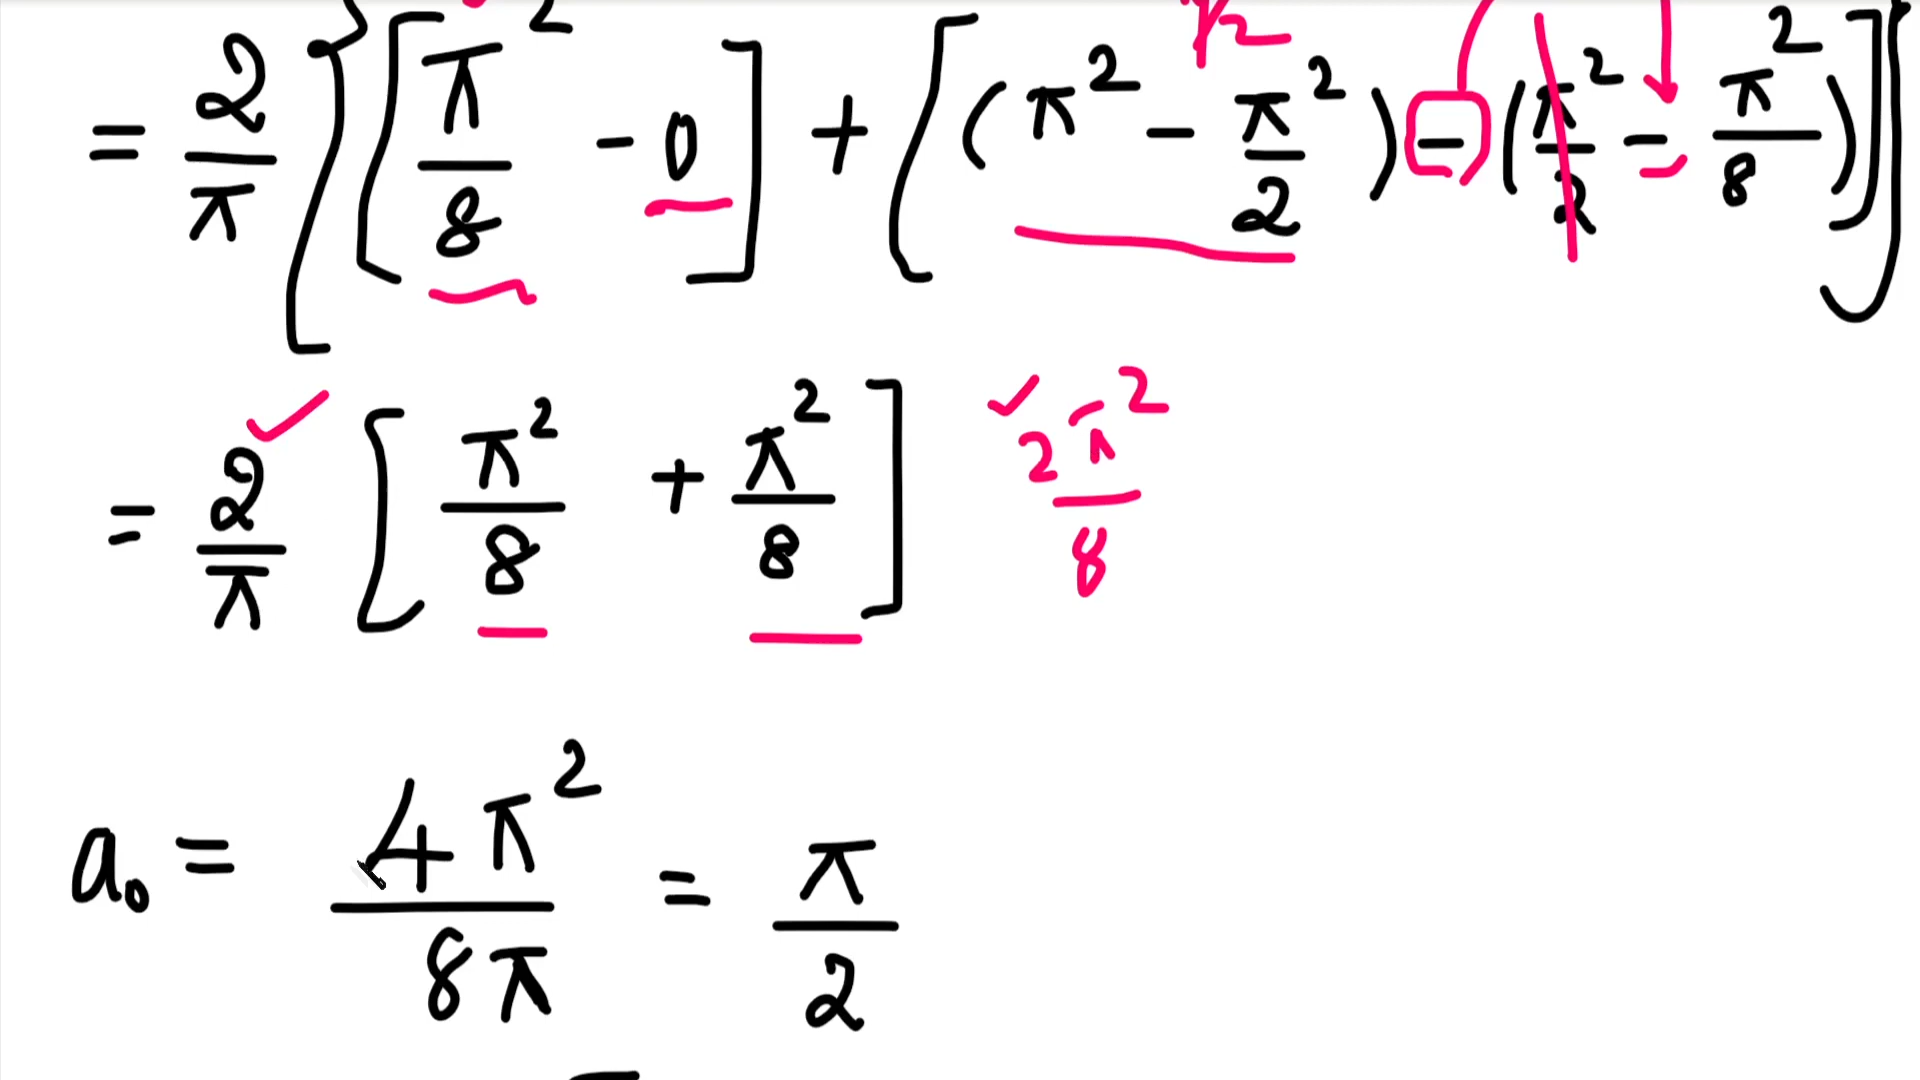 = 2/π { [ π²/8 - 0 ] + [ ( π² - π²/2 ) - ( π²/2 - π²/8 ) ] }
= 2/π [ π²/8 + π²/8 ] ✓ 2π²/8
a₀ = 4π²/8π = π/2